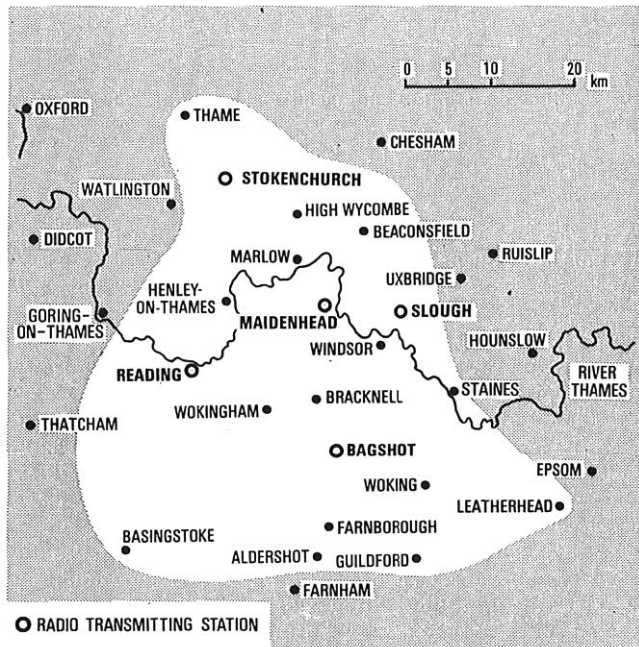 0 5 10 20
km
OXFORD
THAME
CHESHAM
STOKENCHURCH
WATLINGTON
HIGH WYCOMBE
BEACONSFIELD
DIDCOT
MARLOW
RUISLIP
UXBRIDGE
HENLEY-
ON-THAMES
GORING-
ON-THAMES
MAIDENHEAD
SLOUGH
WINDSOR
HOUNSLOW
RIVER
THAMES
READING
STAINES
BRACKNELL
WOKINGHAM
THATCHAM
BAGSHOT
EPSOM
WOKING
LEATHERHEAD
FARNBOROUGH
BASINGSTOKE
ALDERSHOT
GUILDFORD
FARNHAM
RADIO TRANSMITTING STATION